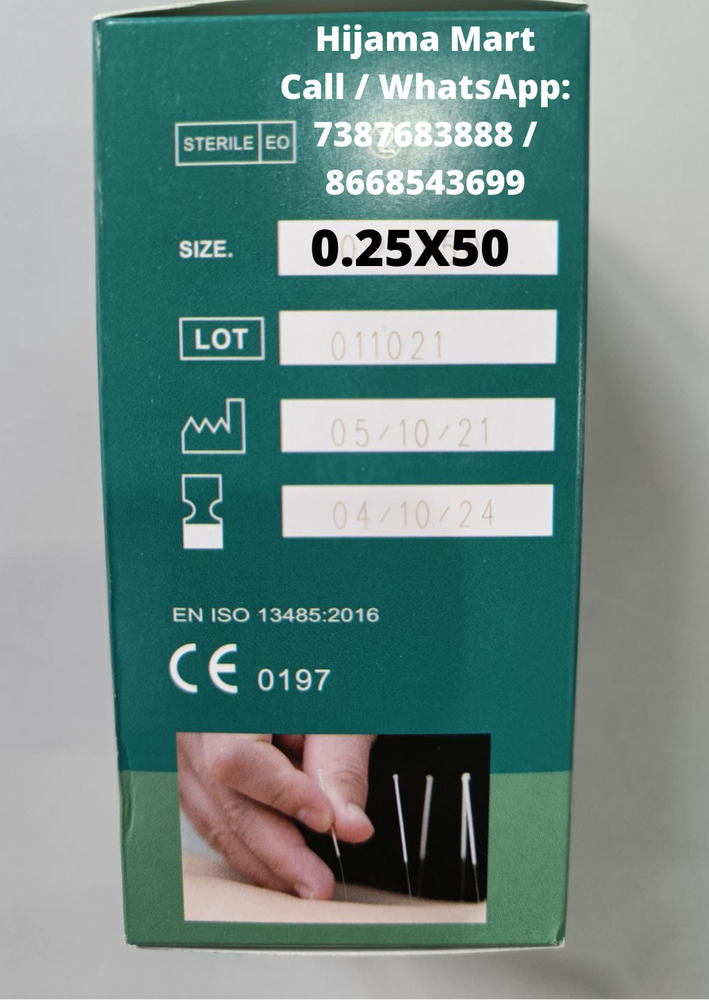 Hijama Mart
Call / WhatsApp:
7387683888 /
8668543699
STERILE EO
SIZE. 0.25X50
LOT 011021
05/10/21
04/10/24
EN ISO 13485:2016
CE 0197